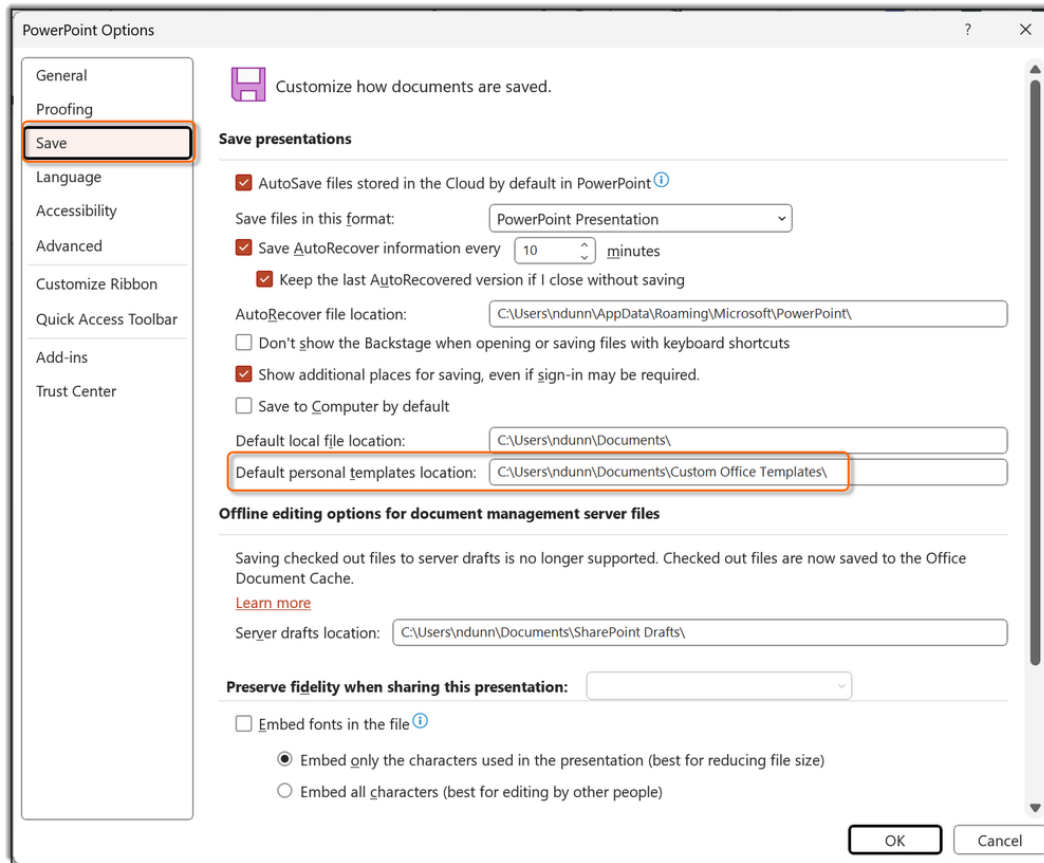 PowerPoint Options
?
General
Proofing
Save
Language
Accessibility
Advanced
Customize Ribbon
Quick Access Toolbar
Add-ins
Trust Center
Customize how documents are saved.
Save presentations
AutoSave files stored in the Cloud by default in PowerPoint
Save files in this format: PowerPoint Presentation
Save AutoRecover information every 10 minutes
Keep the last AutoRecovered version if I close without saving
AutoRecover file location: C:\Users\ndunn\AppData\Roaming\Microsoft\PowerPoint\
Don't show the Backstage when opening or saving files with keyboard shortcuts
Show additional places for saving, even if sign-in may be required.
Save to Computer by default
Default local file location: C:\Users\ndunn\Documents\
Default personal templates location: C:\Users\ndunn\Documents\Custom Office Templates\
Offline editing options for document management server files
Saving checked out files to server drafts is no longer supported. Checked out files are now saved to the Office
Document Cache.
Learn more
Server drafts location: C:\Users\ndunn\Documents\SharePoint Drafts\
Preserve fidelity when sharing this presentation:
Embed fonts in the file
Embed only the characters used in the presentation (best for reducing file size)
Embed all characters (best for editing by other people)
OK
Cancel